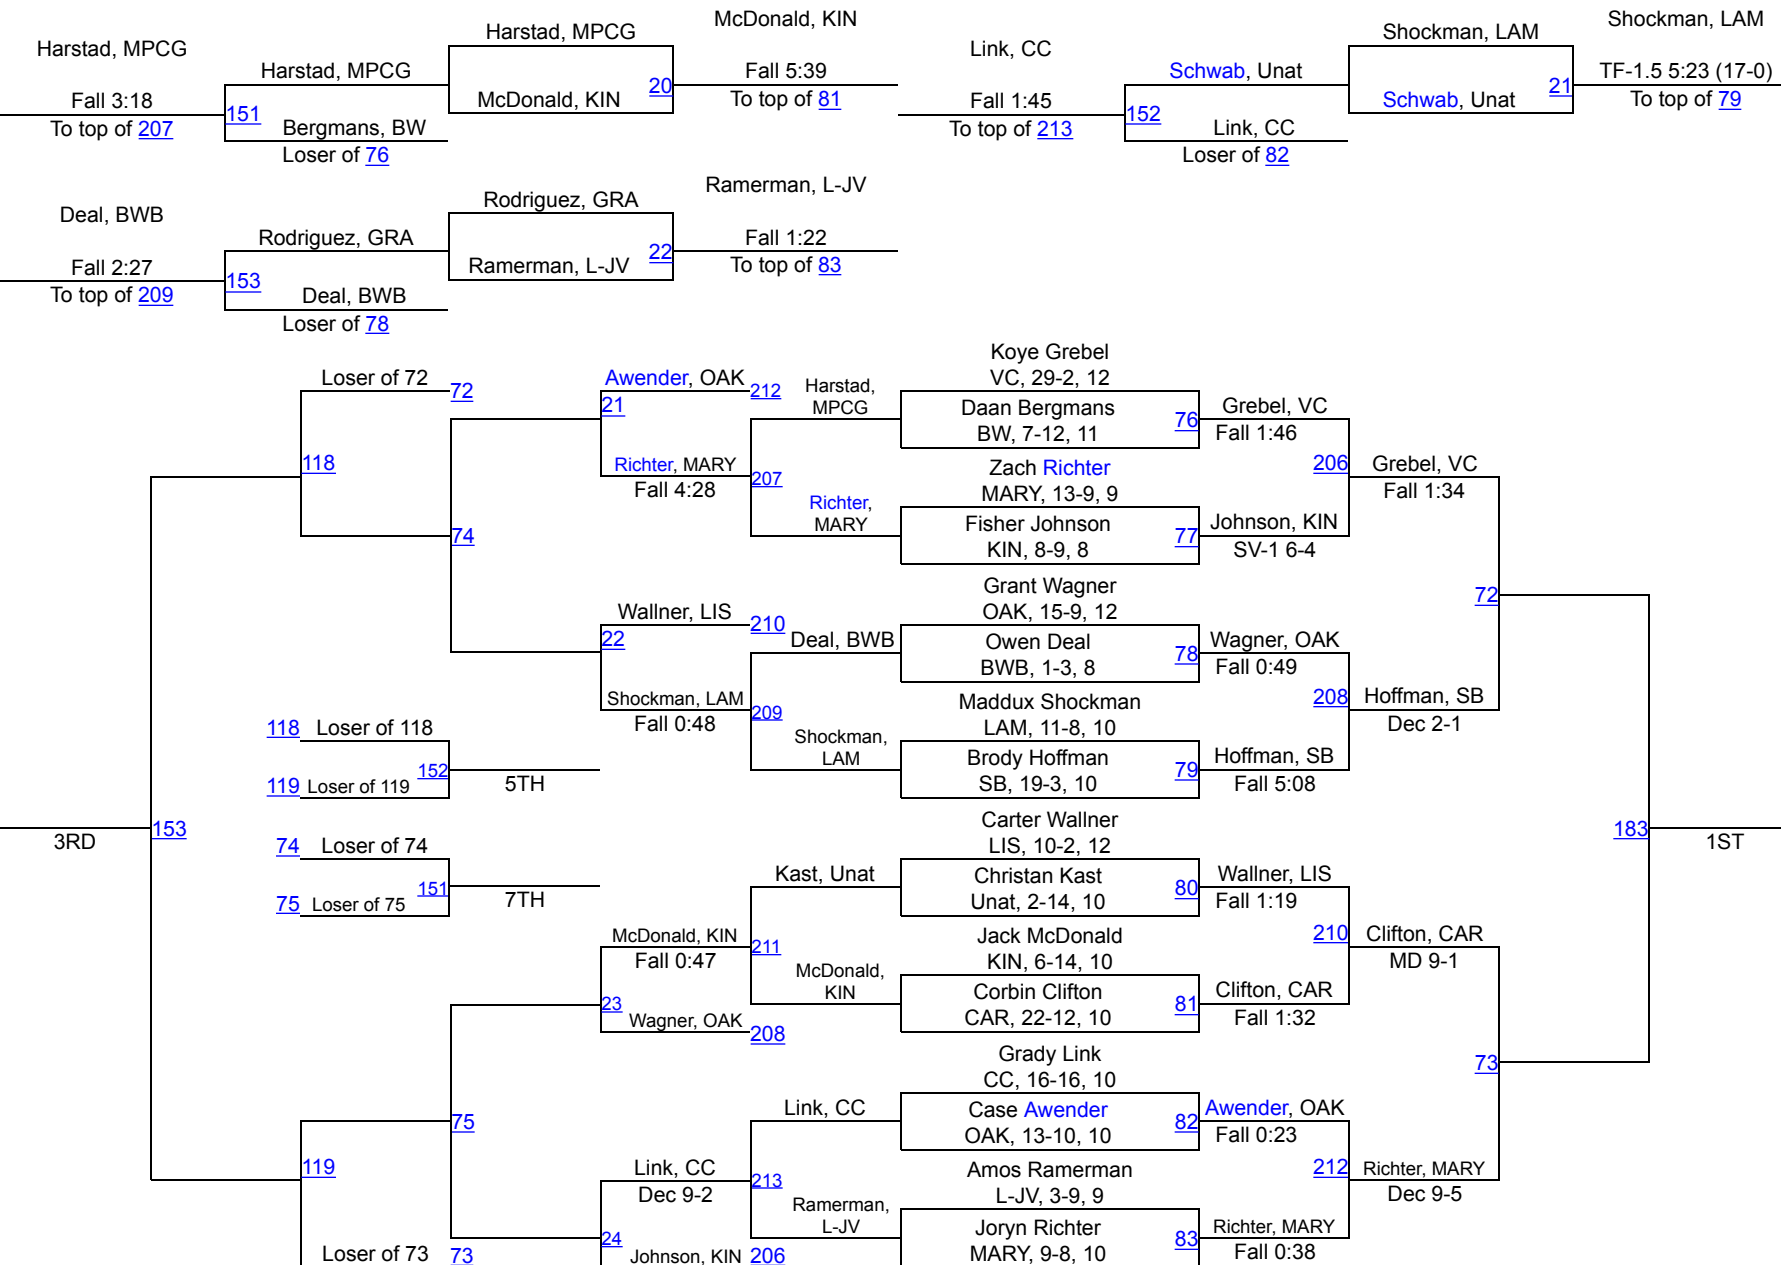 McDonald, KIN
Shockman, LAM
Harstad, MPCG
Shockman, LAM
Harstad, MPCG
Link, CC
Harstad, MPCG
Fall 5:39
Schwab, Unat
TF-1.5 5:23 (17-0)
Fall 3:18
McDonald, KIN
20
To top of 81
Fall 1:45
Schwab, Unat
21
To top of 79
To top of 207
151
Bergmans, BW
To top of 213
152
Link, CC
Loser of 76
Loser of 82
Ramerman, L-JV
Rodriguez, GRA
Deal, BWB
Rodriguez, GRA
Fall 1:22
Fall 2:27
Ramerman, L-JV
22
To top of 83
To top of 209
153
Deal, BWB
Loser of 78
Koye Grebel
VC, 29-2, 12
Loser of 72
72
Awender, OAK
212
Harstad,
MPCG
21
Daan Bergmans
BW, 7-12, 11
76
Grebel, VC
Fall 1:46
118
Richter, MARY
Fall 4:28
207
Zach Richter
MARY, 13-9, 9
206
Grebel, VC
Fall 1:34
Richter,
MARY
74
Fisher Johnson
KIN, 8-9, 8
77
Johnson, KIN
SV-1 6-4
Grant Wagner
OAK, 15-9, 12
72
Wallner, LIS
210
22
Deal, BWB
Owen Deal
BWB, 1-3, 8
78
Wagner, OAK
Fall 0:49
Shockman, LAM
Fall 0:48
209
Maddux Shockman
LAM, 11-8, 10
208
Hoffman, SB
Dec 2-1
118
Loser of 118
Shockman,
LAM
Brody Hoffman
SB, 19-3, 10
79
Hoffman, SB
Fall 5:08
152
119
Loser of 119
5TH
Carter Wallner
LIS, 10-2, 12
3RD
153
183
1ST
74
Loser of 74
Kast, Unat
Christan Kast
Unat, 2-14, 10
80
Wallner, LIS
Fall 1:19
151
75
Loser of 75
7TH
McDonald, KIN
Fall 0:47
211
Jack McDonald
KIN, 6-14, 10
210
Clifton, CAR
MD 9-1
McDonald,
KIN
Corbin Clifton
CAR, 22-12, 10
81
Clifton, CAR
Fall 1:32
23
Wagner, OAK
208
Grady Link
CC, 16-16, 10
73
Link, CC
Case Awender
OAK, 13-10, 10
82
Awender, OAK
Fall 0:23
75
119
Link, CC
Dec 9-2
213
Amos Ramerman
L-JV, 3-9, 9
212
Richter, MARY
Dec 9-5
Ramerman,
L-JV
Joryn Richter
MARY, 9-8, 10
83
Richter, MARY
Fall 0:38
24
Loser of 73
73
Johnson, KIN
206